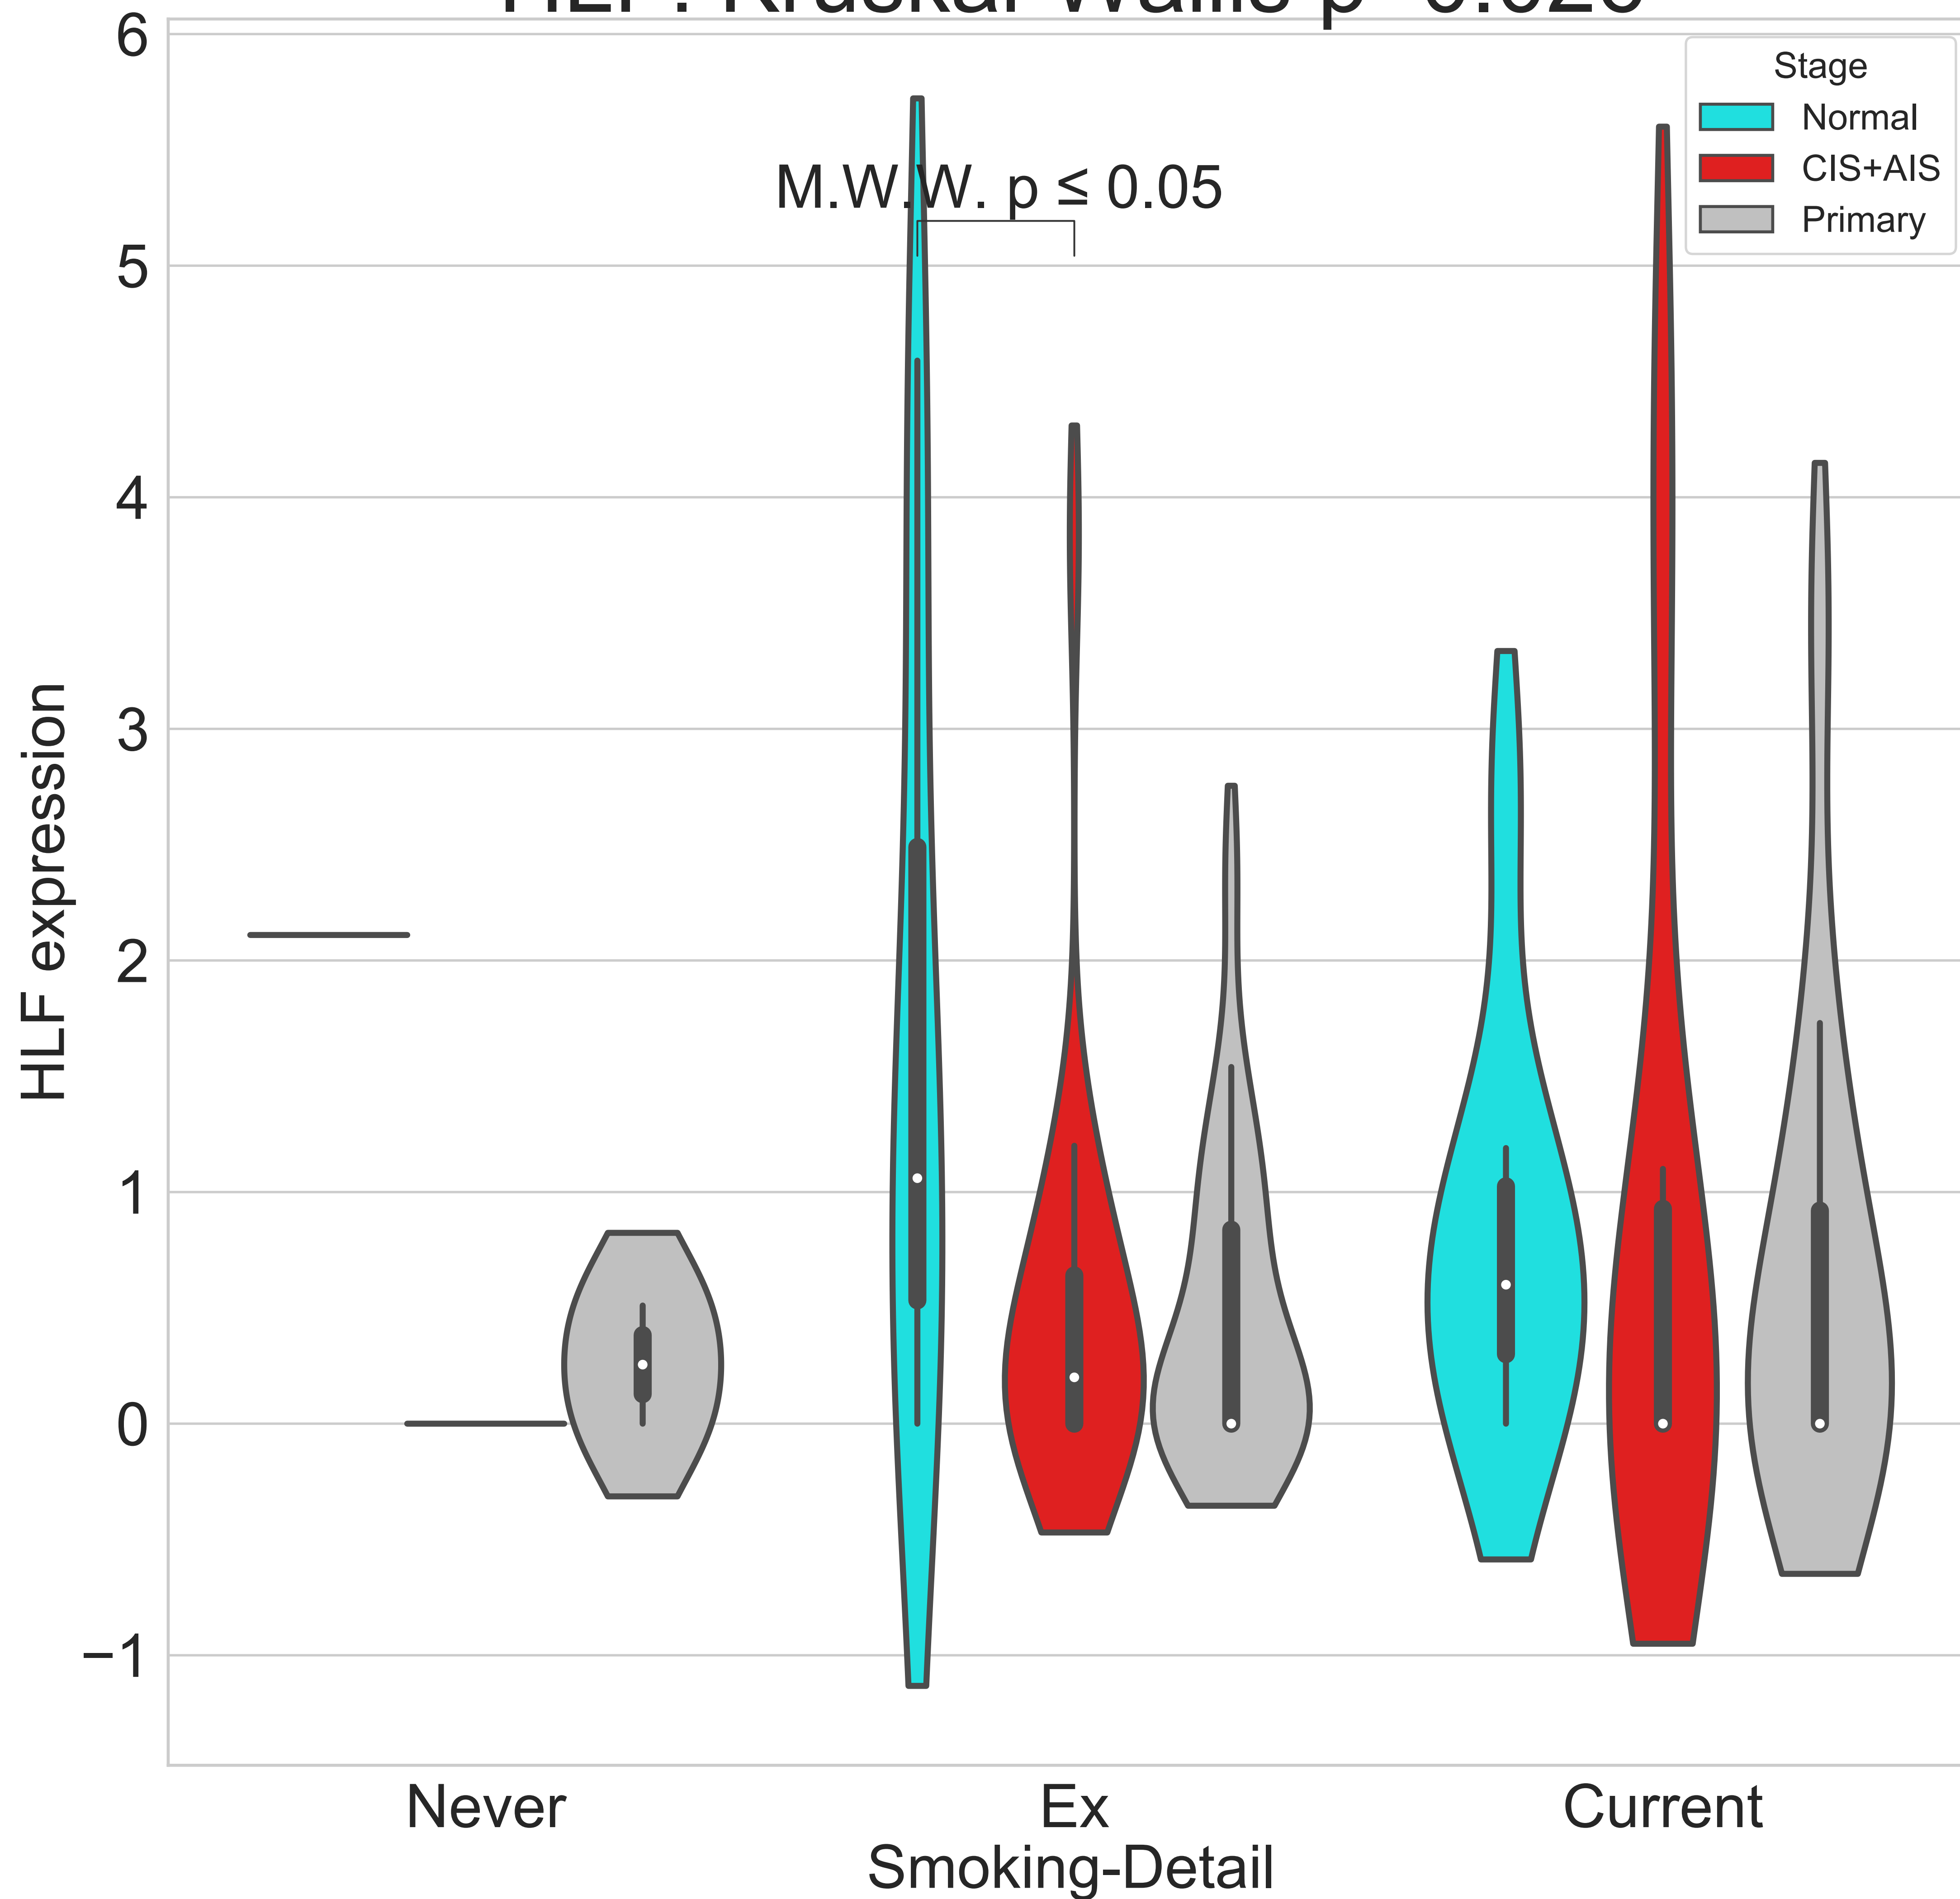 6
5
4
3
2
1
0
−1
HLF expression
M.W.W. p ≤ 0.05
Stage
Normal
CIS+AIS
Primary
Never
Ex
Current
Smoking-Detail